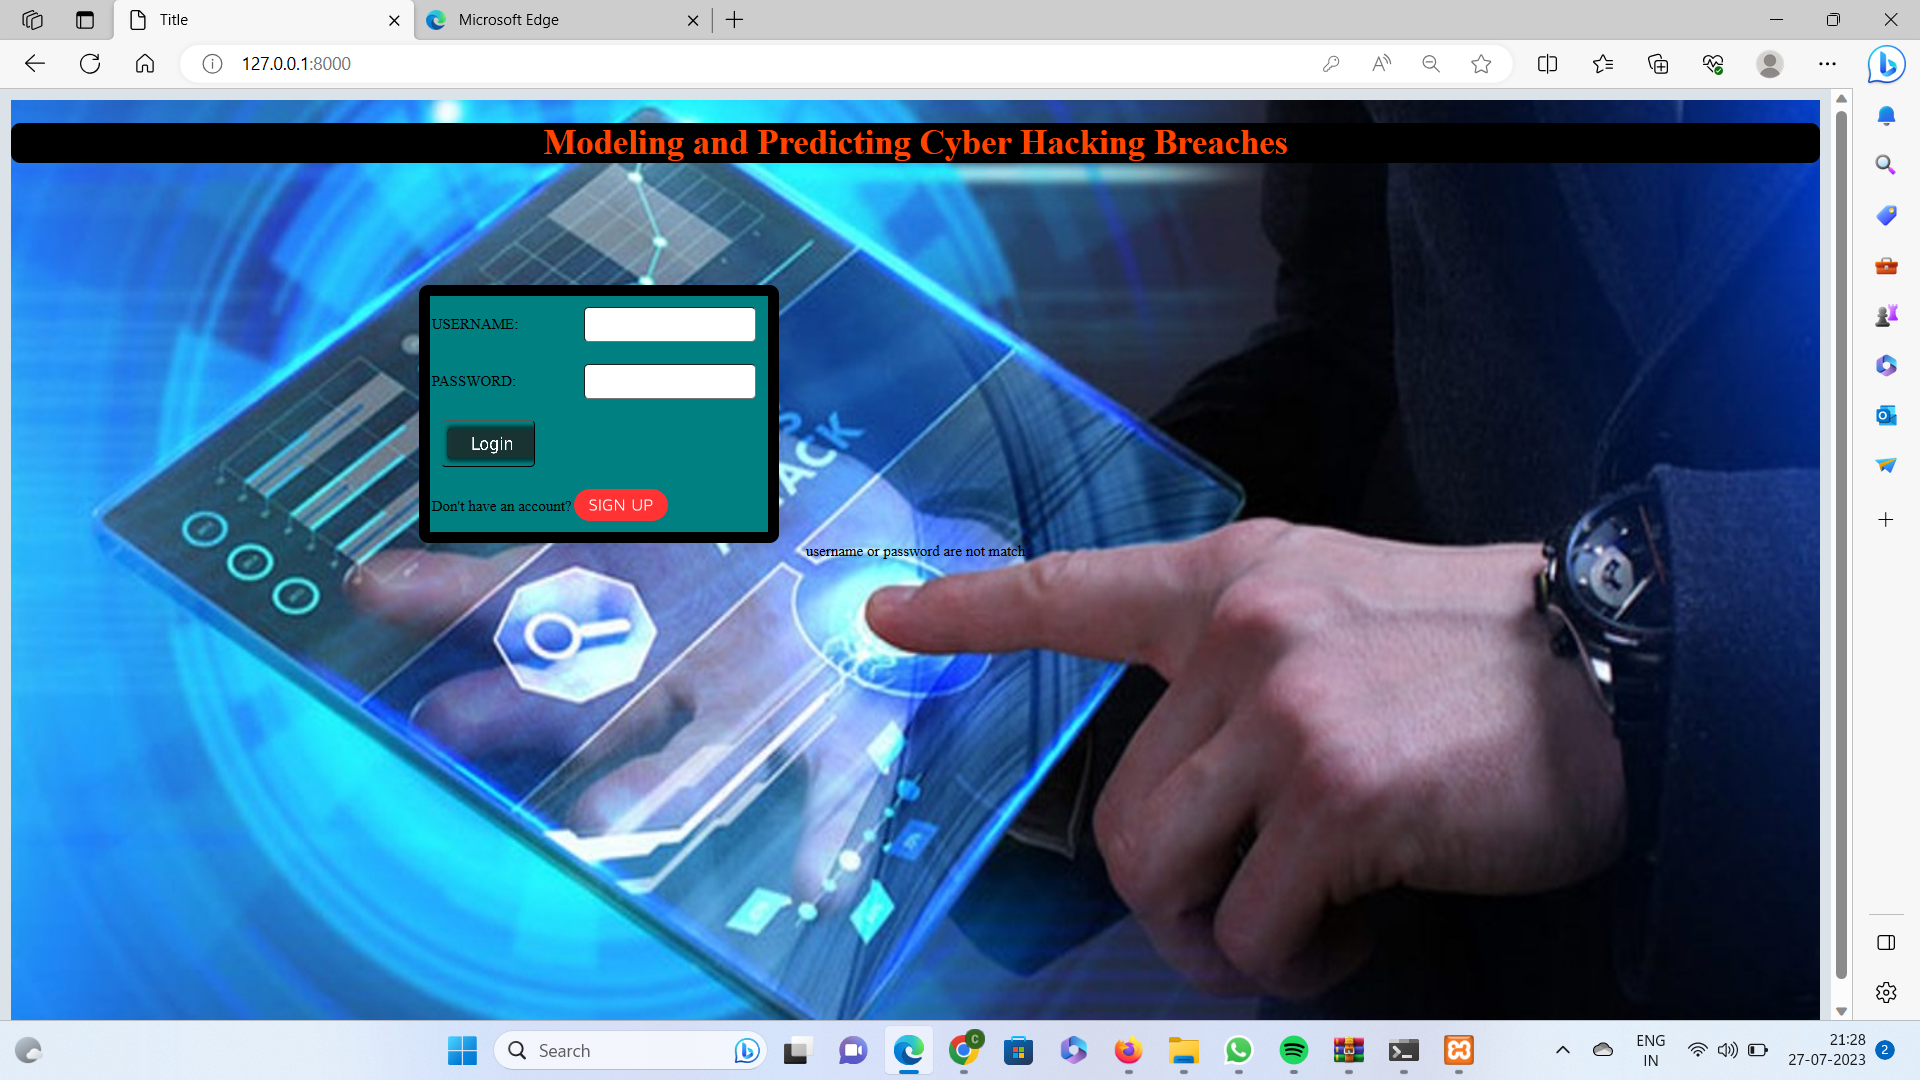 Title
Microsoft Edge
127.0.0.1:8000
Modeling and Predicting Cyber Hacking Breaches
USERNAME:
PASSWORD:
Login
Don't have an account? SIGN UP
username or password are not match
Search
C
ENG
IN
21:28
27-07-2023
2